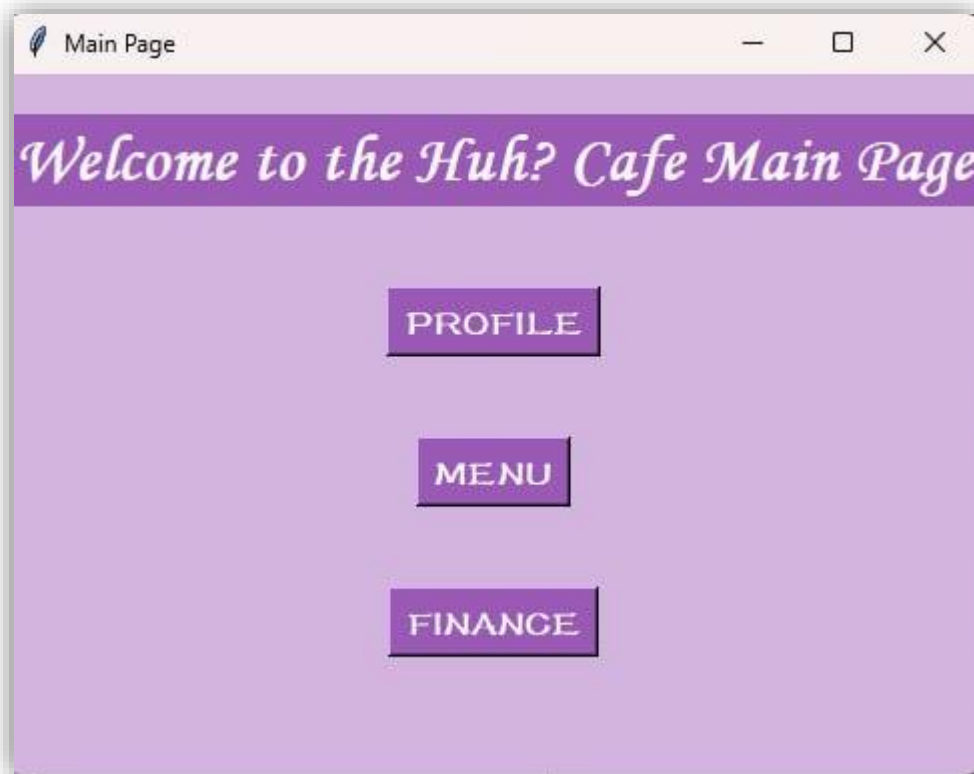 Main Page
Welcome to the Huh? Cafe Main Page
PROFILE
MENU
FINANCE